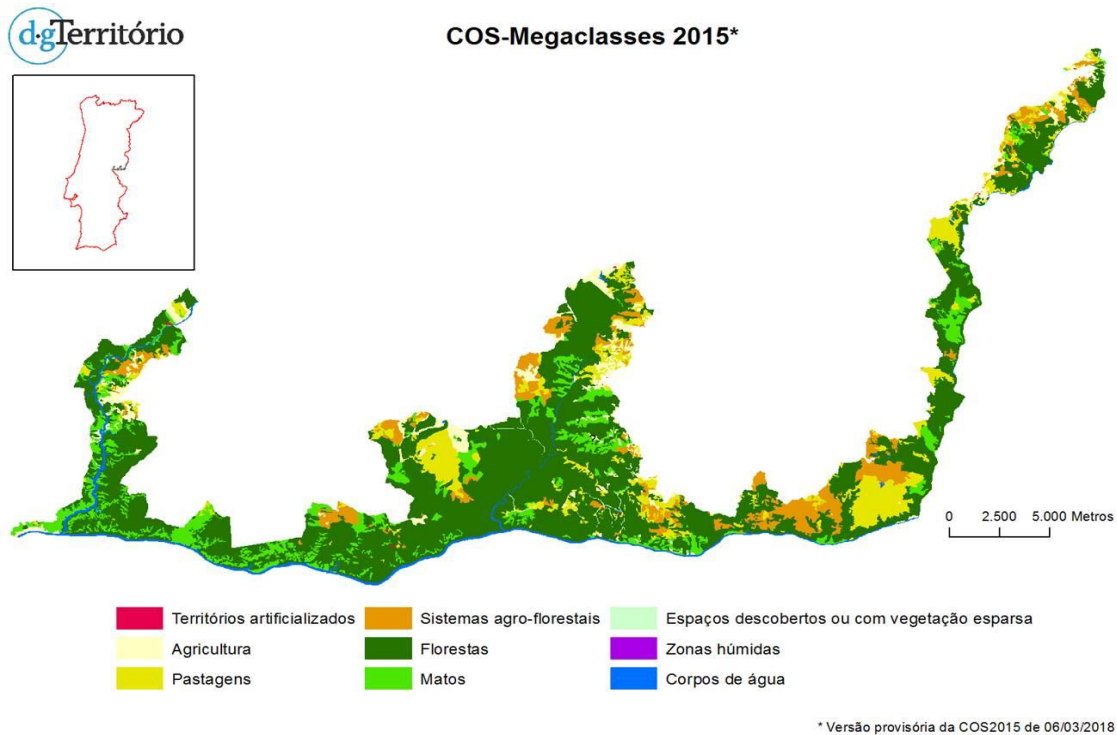 d·gTerritório
COS-Megaclasses 2015*
0 2.500 5.000 Metros
Territórios artificializados
Sistemas agro-florestais
Espaços descobertos ou com vegetação esparsa
Agricultura
Florestas
Zonas húmidas
Pastagens
Matos
Corpos de água
* Versão provisória da COS2015 de 06/03/2018